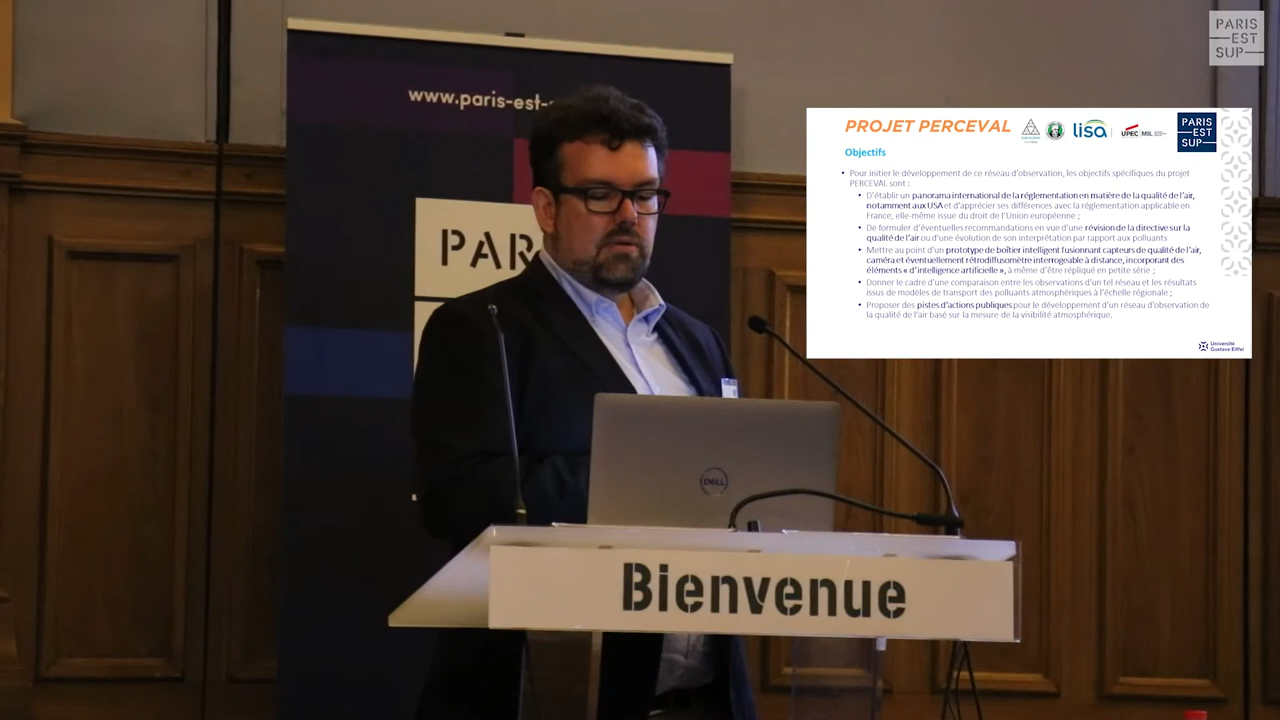 PARIS
EST
SUP
www.paris-est-
PAR
PROJET PERCEVAL
lisa
UPEC
MIL
PARIS
EST
SUP
Objectifs
• Pour initier le développement de ce réseau d'observation, les objectifs spécifiques du projet
PERCEVAL sont :
• D'établir un panorama international de la réglementation en matière de la qualité de l'air,
notamment aux USA et d'apprécier ses différences avec la réglementation applicable en
France, elle-même issue du droit de l'Union européenne ;
• De formuler d'éventuelles recommandations en vue d'une révision de la directive sur la
qualité de l'air ou d'une évolution de son interprétation par rapport aux polluants
• Mettre au point d'un prototype de boîtier intelligent fusionnant capteurs de qualité de l'air,
caméra et éventuellement rétrodiffusomètre interrogeable à distance, incorporant des
éléments « d'intelligence artificielle », à même d'être répliqué en petite série ;
• Donner le cadre d'une comparaison entre les observations d'un tel réseau et les résultats
issus de modèles de transport des polluants atmosphériques à l'échelle régionale ;
• Proposer des pistes d'actions publiques pour le développement d'un réseau d'observation de
la qualité de l'air basé sur la mesure de la visibilité atmosphérique.
Université
Gustave Eiffel
DELL
Bienvenue